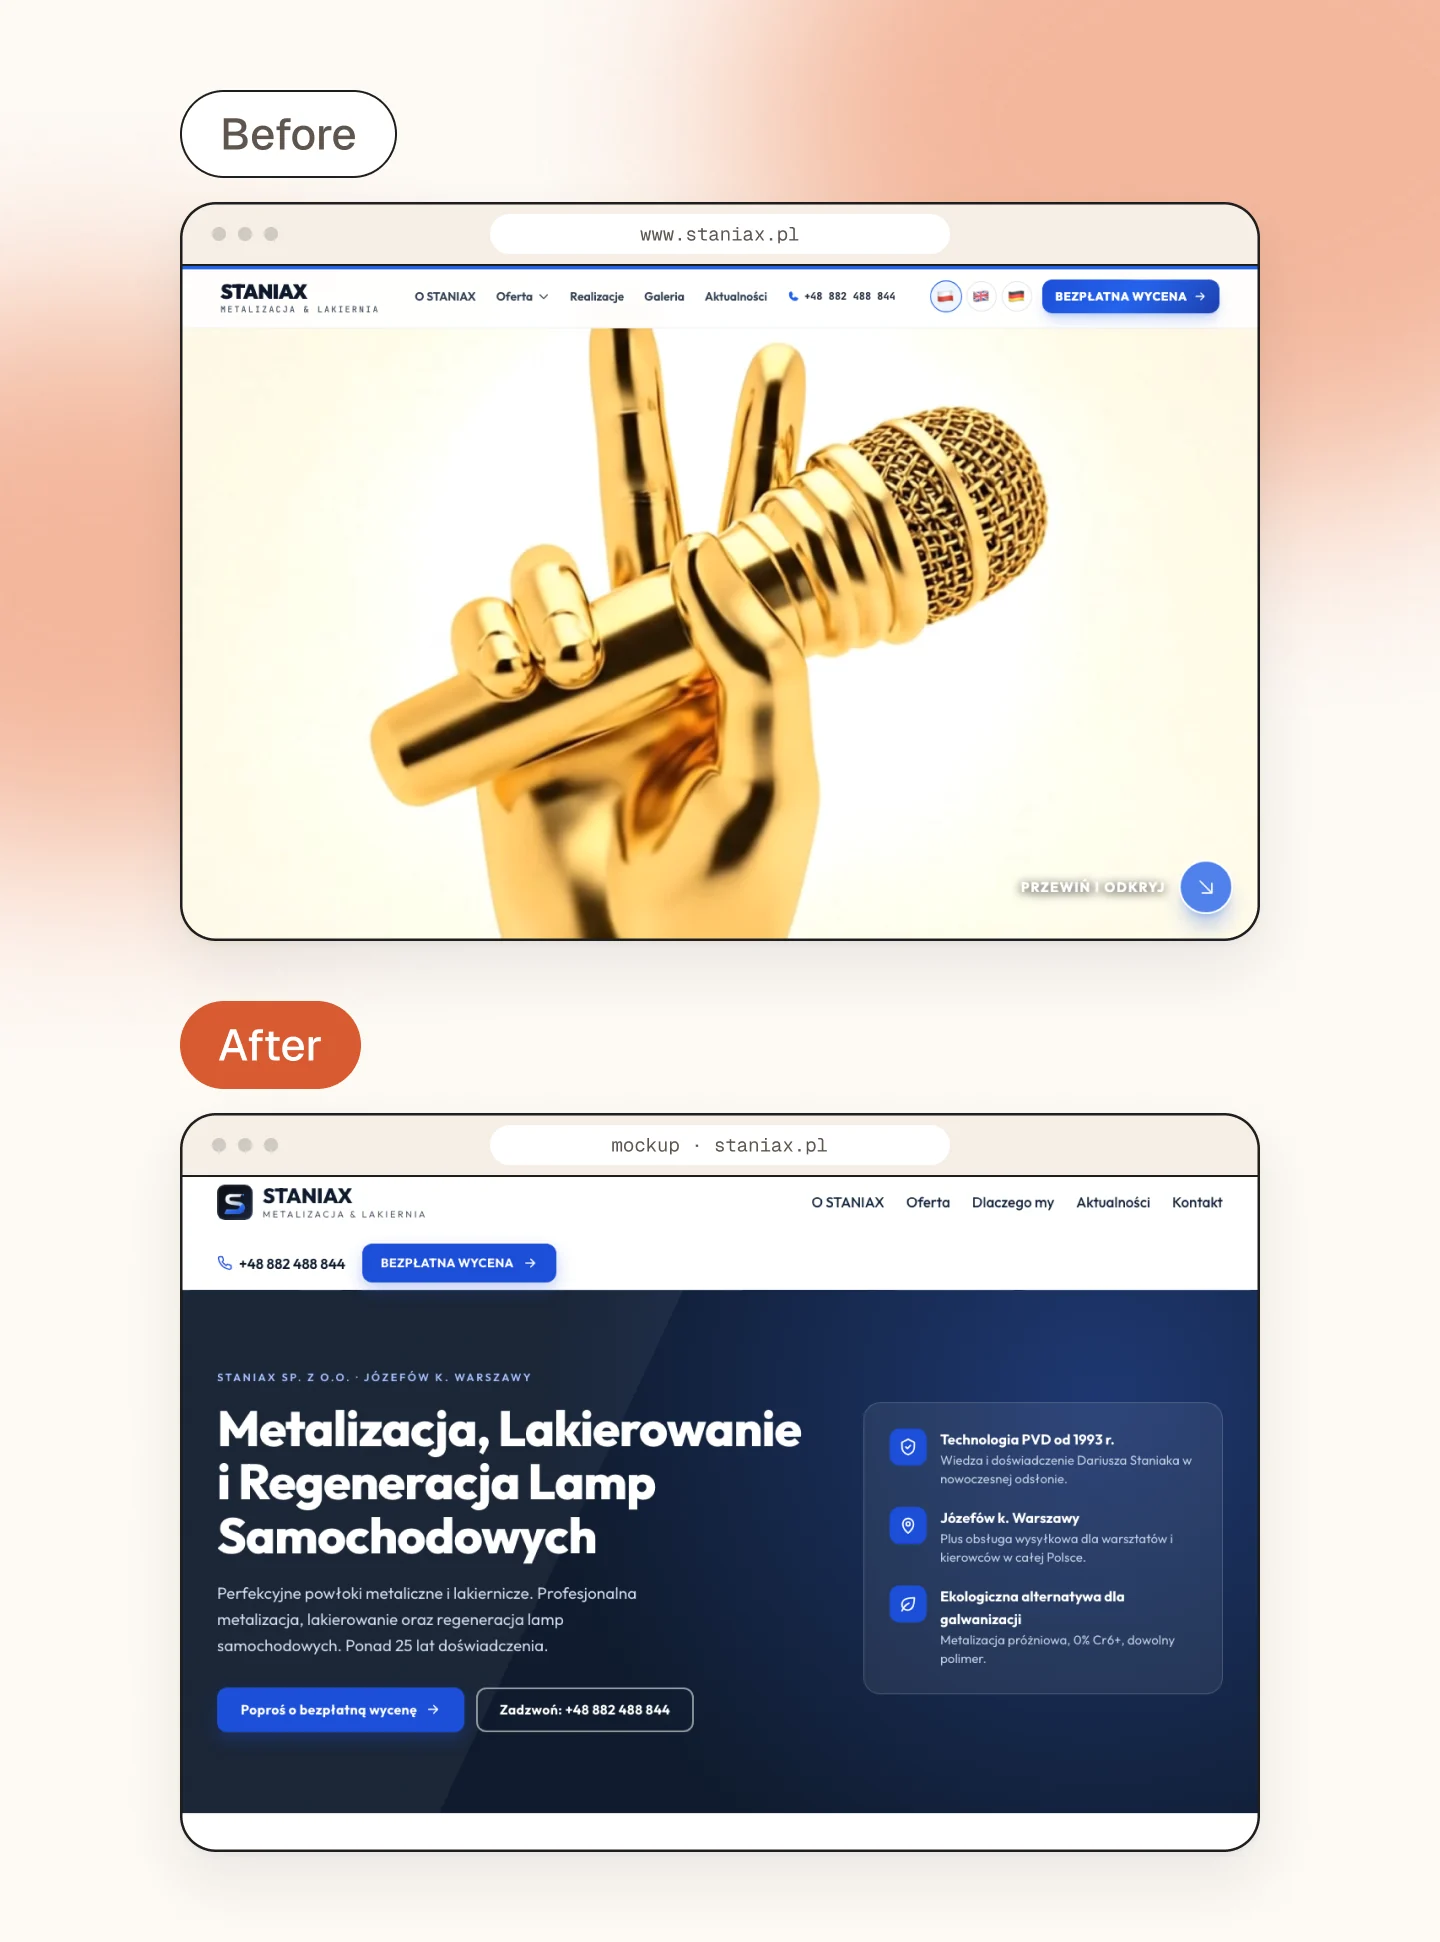 Before
www.staniax.pl
STANIAX
METALIZACJA & LAKIERNIA
O STANIAX Oferta Realizacje Galeria Aktualności +48 882 488 844 BEZPŁATNA WYCENA →
PRZEWIŃ I ODKRYJ
After
mockup · staniax.pl
STANIAX
METALIZACJA & LAKIERNIA
O STANIAX Oferta Dlaczego my Aktualności Kontakt
+48 882 488 844 BEZPŁATNA WYCENA →
STANIAX SP. Z O.O. · JÓZEFÓW K. WARSZAWY
Metalizacja, Lakierowanie
i Regeneracja Lamp
Samochodowych
Perfekcyjne powłoki metaliczne i lakiernicze. Profesjonalna
metalizacja, lakierowanie oraz regeneracja lamp
samochodowych. Ponad 25 lat doświadczenia.
Poproś o bezpłatną wycenę →
Zadzwoń: +48 882 488 844
Technologia PVD od 1993 r.
Wiedza i doświadczenie Dariusza Staniaka w
nowoczesnej odsłonie.
Józefów k. Warszawy
Plus obsługa wysyłkowa dla warsztatów i
kierowców w całej Polsce.
Ekologiczna alternatywa dla
galwanizacji
Metalizacja próżniowa, 0% Cr6+, dowolny
polimer.